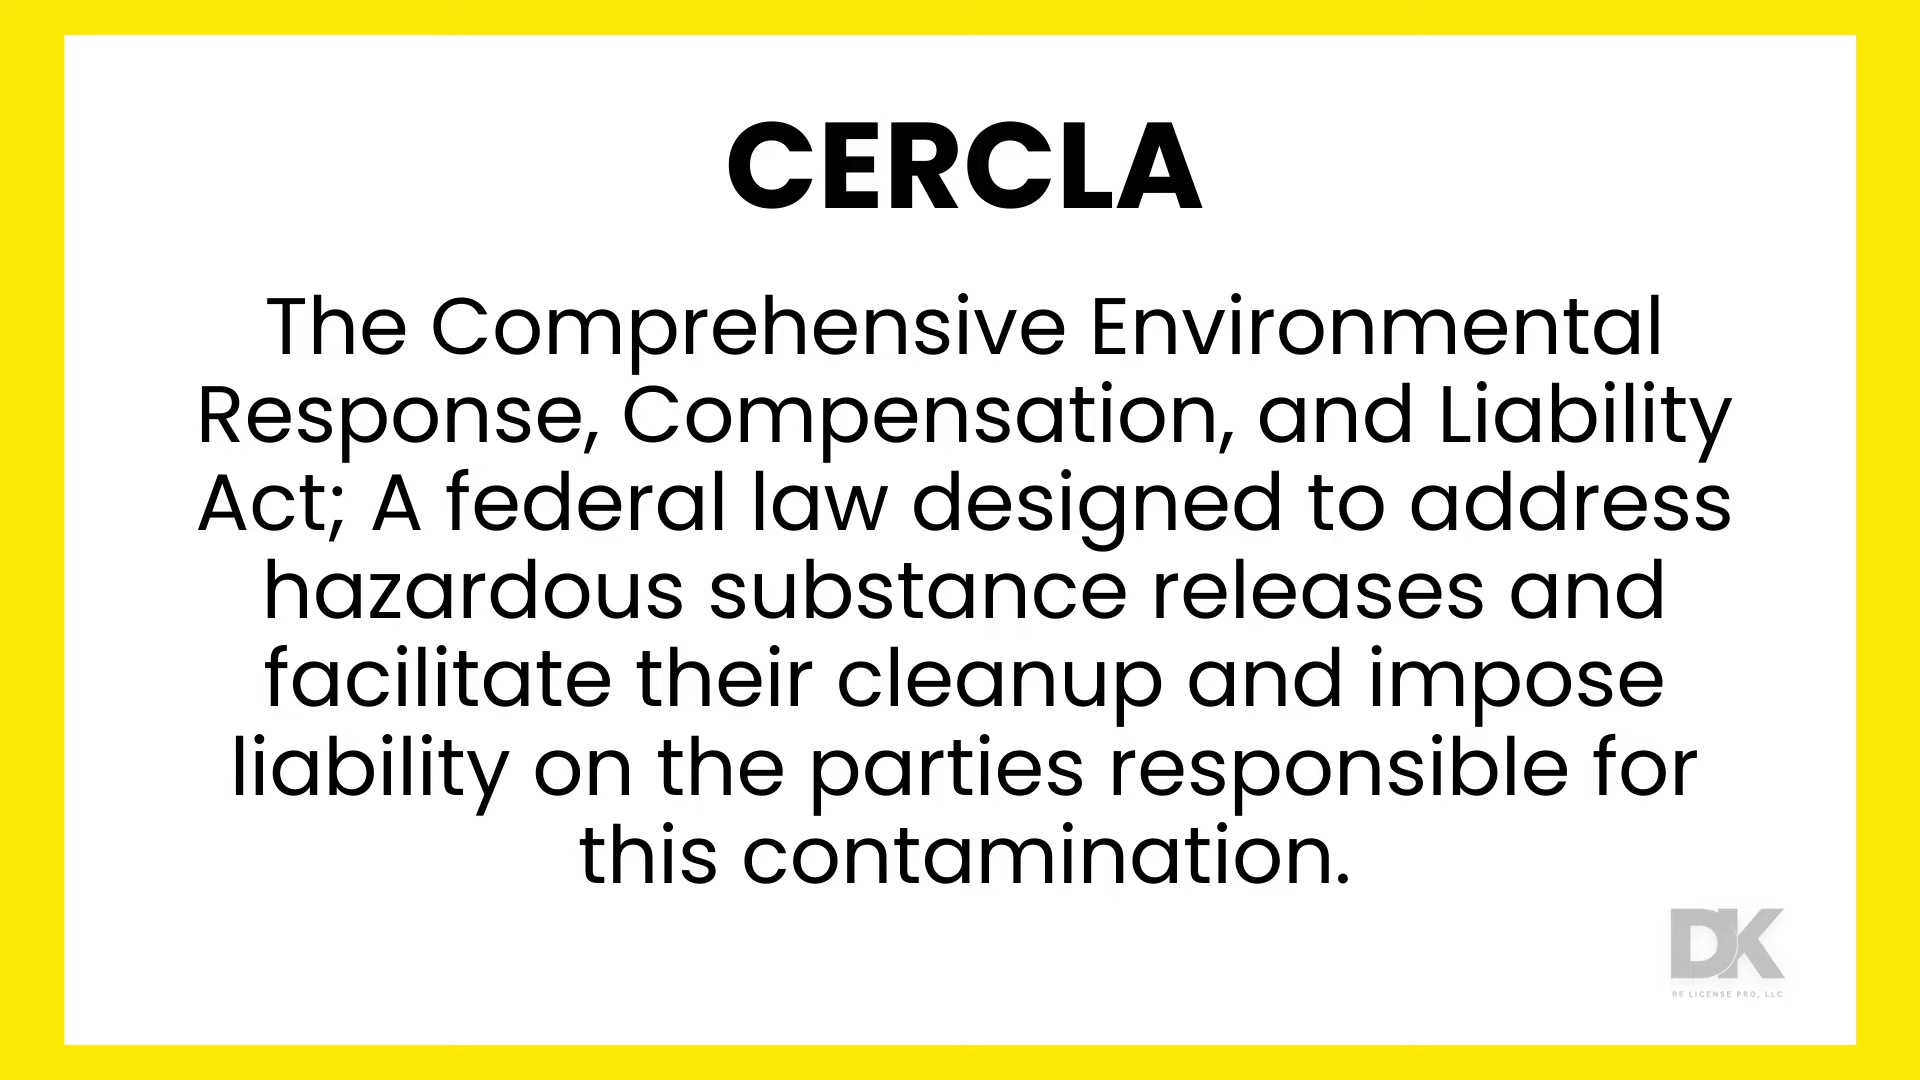 CERCLA
The Comprehensive Environmental
Response, Compensation, and Liability
Act; A federal law designed to address
hazardous substance releases and
facilitate their cleanup and impose
liability on the parties responsible for
this contamination.
DK
RE LICENSE PRO, LLC